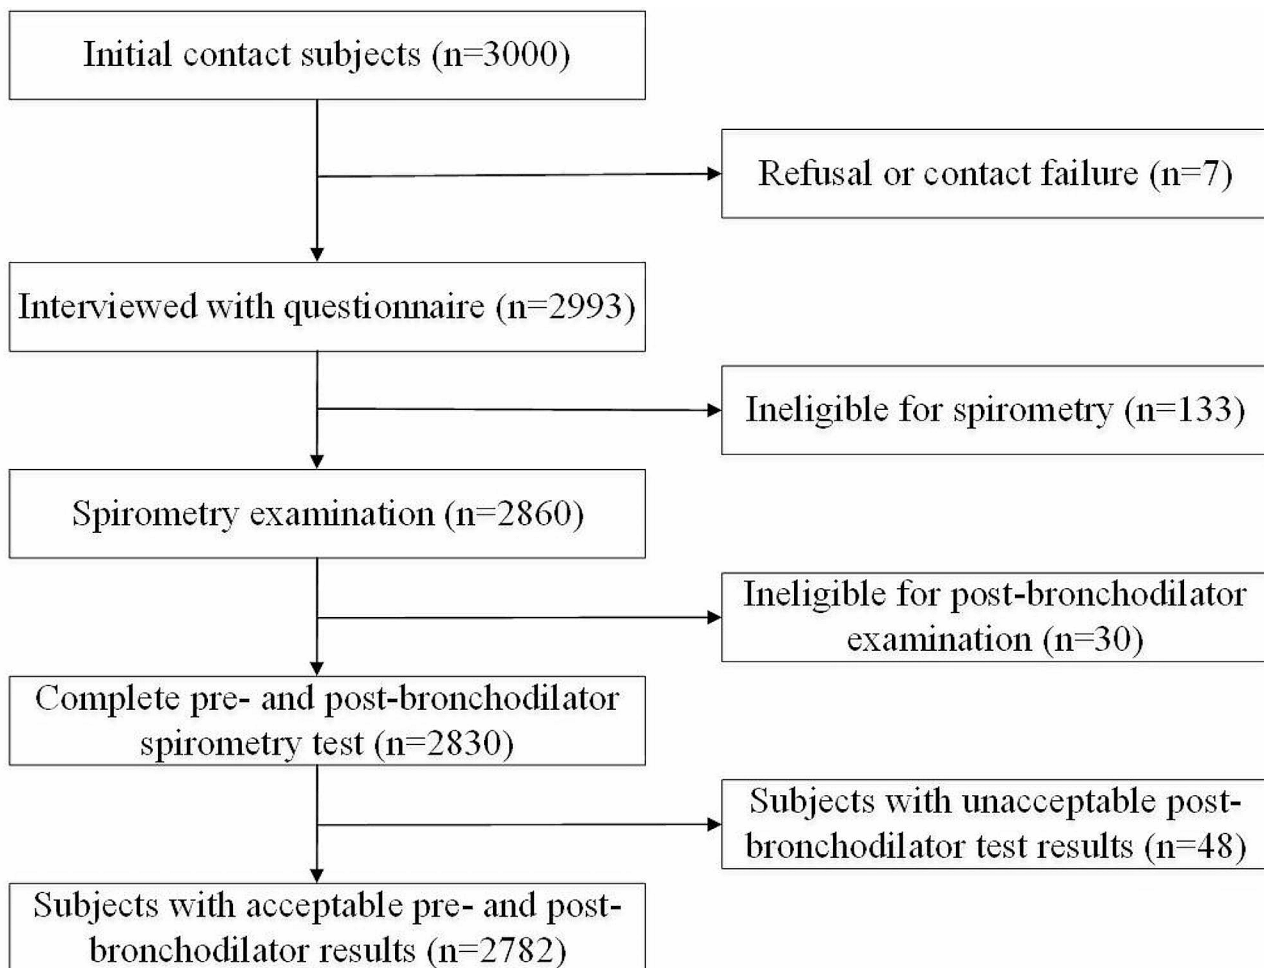 Initial contact subjects (n=3000)
Refusal or contact failure (n=7)
Interviewed with questionnaire (n=2993)
Ineligible for spirometry (n=133)
Spirometry examination (n=2860)
Ineligible for post-bronchodilator
examination (n=30)
Complete pre- and post-bronchodilator
spirometry test (n=2830)
Subjects with unacceptable post-
bronchodilator test results (n=48)
Subjects with acceptable pre- and post-
bronchodilator results (n=2782)